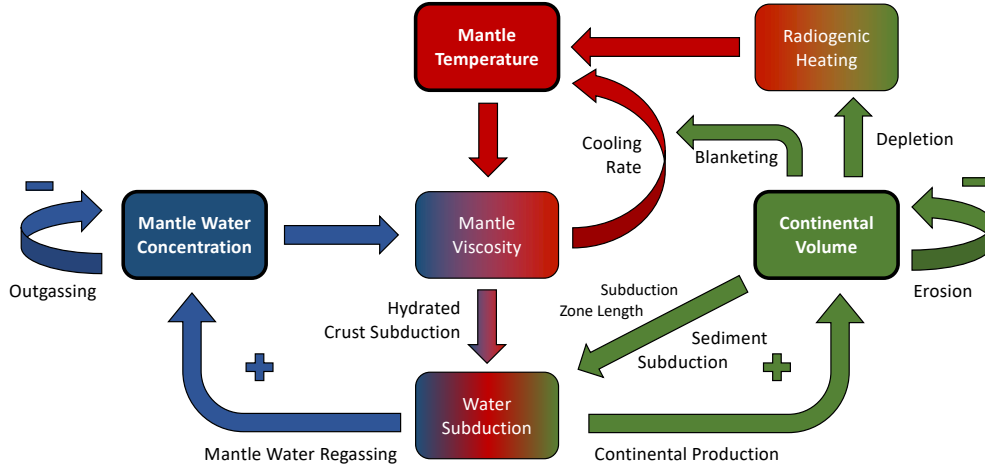 Mantle
Temperature
Radiogenic
Heating
Cooling
Rate
Blanketing
Depletion
Mantle Water
Concentration
Mantle
Viscosity
Continental
Volume
Outgassing
Erosion
Hydrated
Crust Subduction
Subduction
Zone Length
Sediment
Subduction
Water
Subduction
Mantle Water Regassing
Continental Production